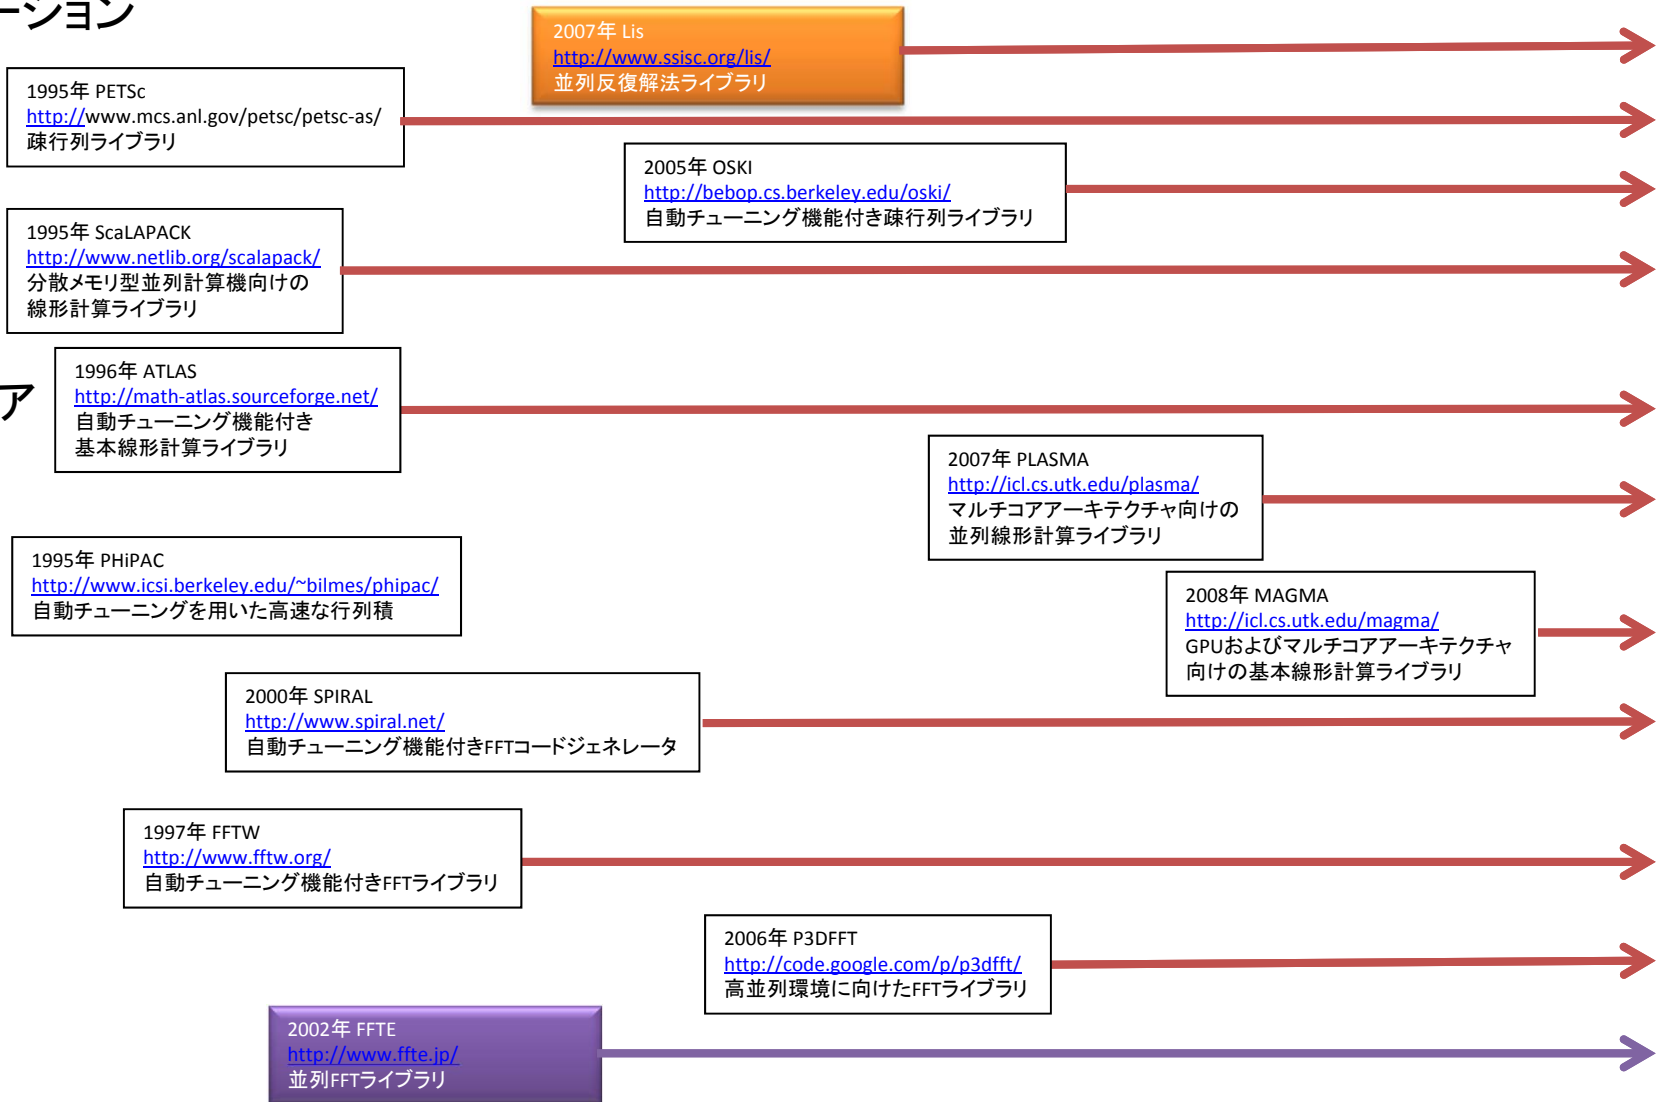 ーション
2007年 Lis
http://www.ssisc.org/lis/
並列反復解法ライブラリ
1995年 PETSc
http://www.mcs.anl.gov/petsc/petsc-as/
疎行列ライブラリ
2005年 OSKI
http://bebop.cs.berkeley.edu/oski/
自動チューニング機能付き疎行列ライブラリ
1995年 ScaLAPACK
http://www.netlib.org/scalapack/
分散メモリ型並列計算機向けの
線形計算ライブラリ
ア
1996年 ATLAS
http://math-atlas.sourceforge.net/
自動チューニング機能付き
基本線形計算ライブラリ
2007年 PLASMA
http://icl.cs.utk.edu/plasma/
マルチコアアーキテクチャ向けの
並列線形計算ライブラリ
1995年 PHiPAC
http://www.icsi.berkeley.edu/~bilmes/phipac/
自動チューニングを用いた高速な行列積
2008年 MAGMA
http://icl.cs.utk.edu/magma/
GPUおよびマルチコアアーキテクチャ
向けの基本線形計算ライブラリ
2000年 SPIRAL
http://www.spiral.net/
自動チューニング機能付きFFTコードジェネレータ
1997年 FFTW
http://www.fftw.org/
自動チューニング機能付きFFTライブラリ
2006年 P3DFFT
http://code.google.com/p/p3dfft/
高並列環境に向けたFFTライブラリ
2002年 FFTE
http://www.ffte.jp/
並列FFTライブラリ